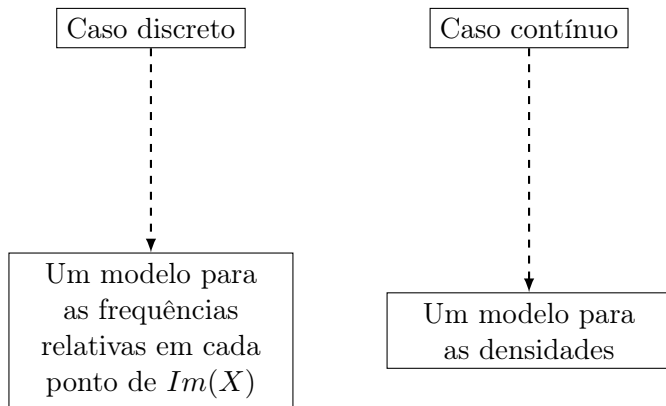 Caso discreto
Caso contínuo
Um modelo para
as frequências
relativas em cada
ponto de Im(X)
Um modelo para
as densidades